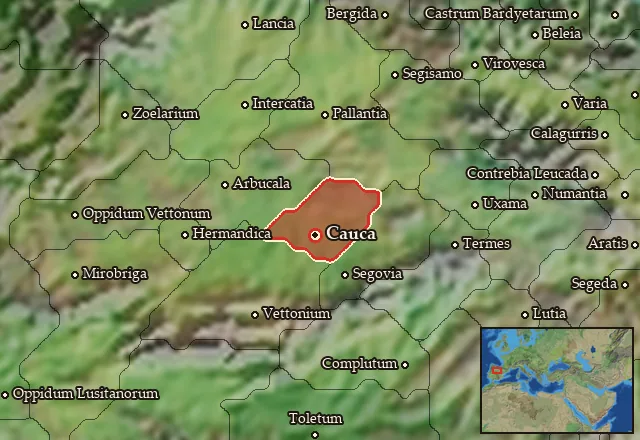 Bergida
Castrum Bardyetarum
Lancia
Beleia
Virovesca
Segisamo
Intercatia
Varia
Zoelarium
Pallantia
Calagurris
Contrebia Leucada
Arbucala
Numantia
Uxama
Oppidum Vettonum
Hermandica
Cauca
Termes
Aratis
Mirobriga
Segovia
Segeda
Vettonium
Lutia
Complutum
Oppidum Lusitanorum
Toletum